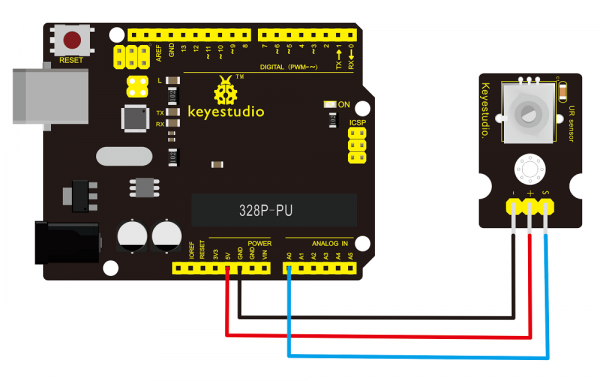 RESET
AREF
GND
13
12
~11
~10
~9
8
7
~6
~5
4
~3
2
TX→1
RX←0
DIGITAL (PWM~)
L
TX
RX
™
keyestudio
ON
ICSP
328P-PU
POWER
ANALOG IN
IOREF
RESET
3V3
5V
GND
GND
VIN
A0
A1
A2
A3
A4
A5
Keyestudio.
UR sensor
-
+
S